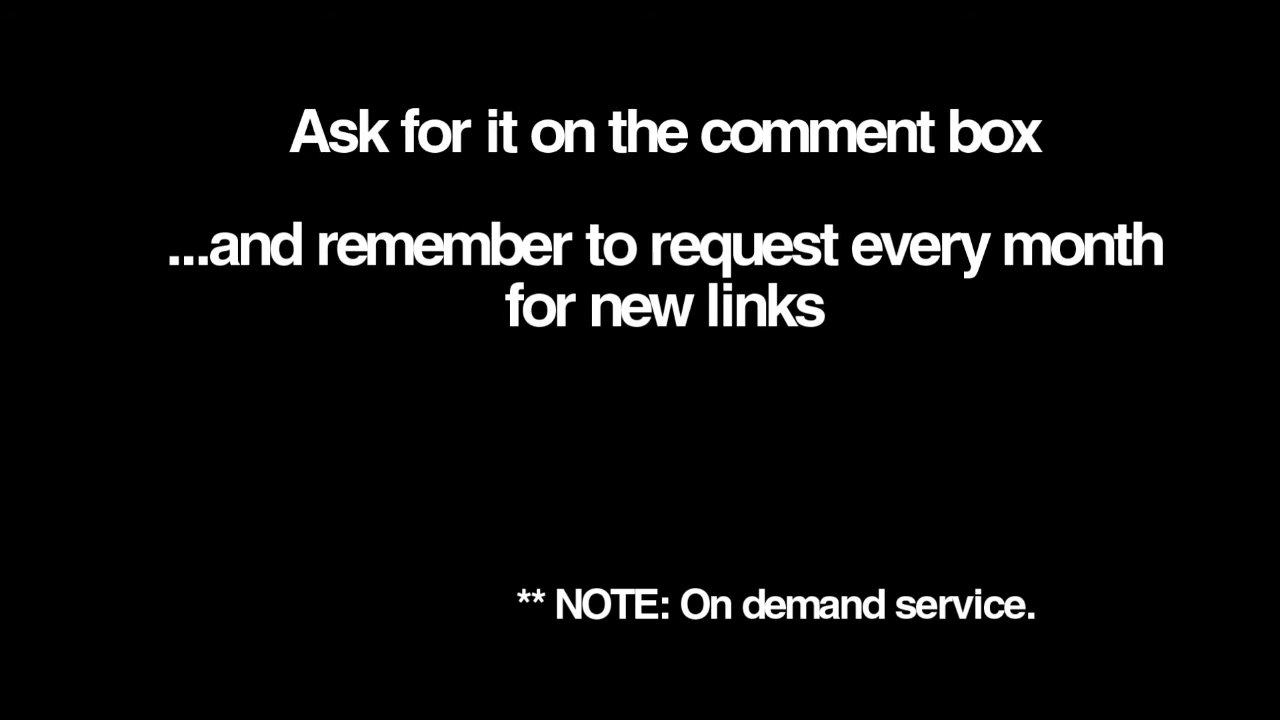 Ask for it on the comment box
...and remember to request every month
for new links
** NOTE: On demand service.